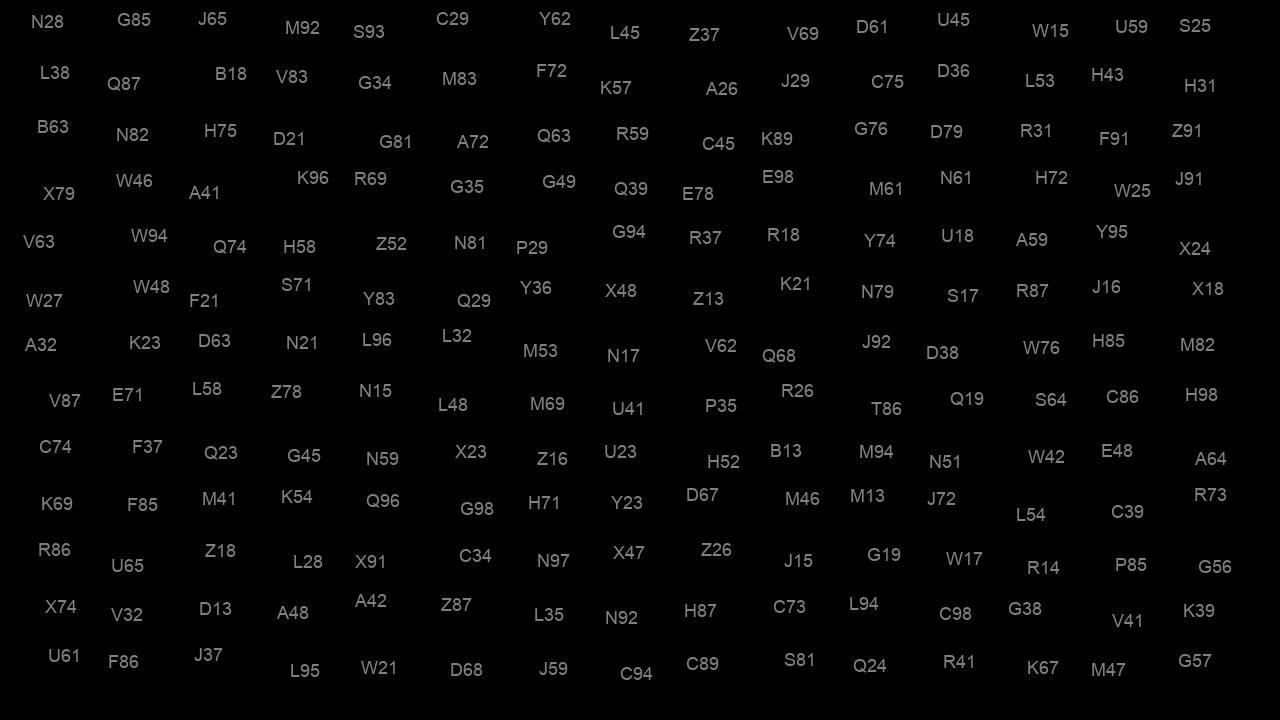 N28 G85 J65 M92 S93 C29 Y62 L45 Z37 V69 D61 U45 W15 U59 S25
L38 Q87 B18 V83 G34 M83 F72 K57 A26 J29 C75 D36 L53 H43 H31
B63 N82 H75 D21 G81 A72 Q63 R59 C45 K89 G76 D79 R31 F91 Z91
X79 W46 A41 K96 R69 G35 G49 Q39 E78 E98 M61 N61 H72 W25 J91
V63 W94 Q74 H58 Z52 N81 P29 G94 R37 R18 Y74 U18 A59 Y95 X24
W27 W48 F21 S71 Y83 Q29 Y36 X48 Z13 K21 N79 S17 R87 J16 X18
A32 K23 D63 N21 L96 L32 M53 N17 V62 Q68 J92 D38 W76 H85 M82
V87 E71 L58 Z78 N15 L48 M69 U41 P35 R26 T86 Q19 S64 C86 H98
C74 F37 Q23 G45 N59 X23 Z16 U23 H52 B13 M94 N51 W42 E48 A64
K69 F85 M41 K54 Q96 G98 H71 Y23 D67 M46 M13 J72 L54 C39 R73
R86 U65 Z18 L28 X91 C34 N97 X47 Z26 J15 G19 W17 R14 P85 G56
X74 V32 D13 A48 A42 Z87 L35 N92 H87 C73 L94 C98 G38 V41 K39
U61 F86 J37 L95 W21 D68 J59 C94 C89 S81 Q24 R41 K67 M47 G57